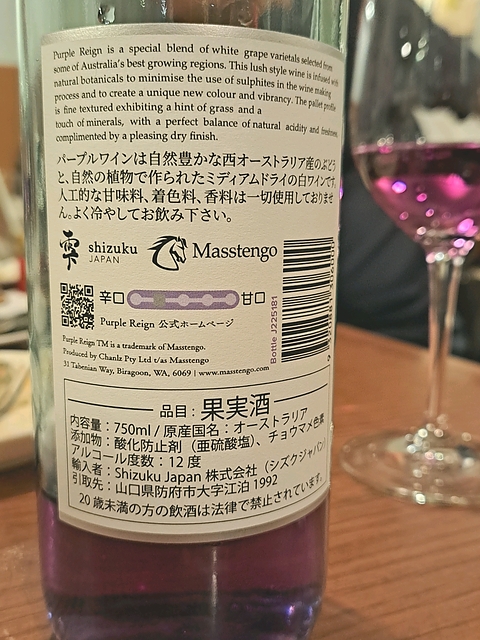 Purple Reign is a special blend of white grape varietals selected from
some of Australia's best growing regions. This lush style wine is infused with
natural botanicals to minimise the use of sulphites in the wine making
process and to create a unique new colour and vibrancy. The pallet profile
is fine textured exhibiting a hint of grass and a
touch of minerals, with a perfect balance of natural acidity and freshness,
complimented by a pleasing dry finish.
パープルワインは自然豊かな西オーストラリア産のぶどう
と、自然の植物で作られたミディアムドライの白ワインです。
人工的な甘味料、着色料、香料は一切使用しておりませ
ん。よく冷やしてお飲み下さい。
雫 shizuku JAPAN Masstengo
辛口 甘口
Purple Reign 公式ホームページ
Bottle J225181
Purple Reign TM is a trademark of Masstengo.
Produced by Chanlz Pty Ltd t/as Masstengo
31 Tabenian Way, Biragoon, WA, 6069 | www.masstengo.com
品目：果実酒
内容量：750ml / 原産国名：オーストラリア
添加物：酸化防止剤（亜硫酸塩）、チョウマメ色素
アルコール度数：12度
輸入者：Shizuku Japan 株式会社（シズクジャパン）
引取先：山口県防府市大字江泊 1992
20歳未満の方の飲酒は法律で禁止されています。